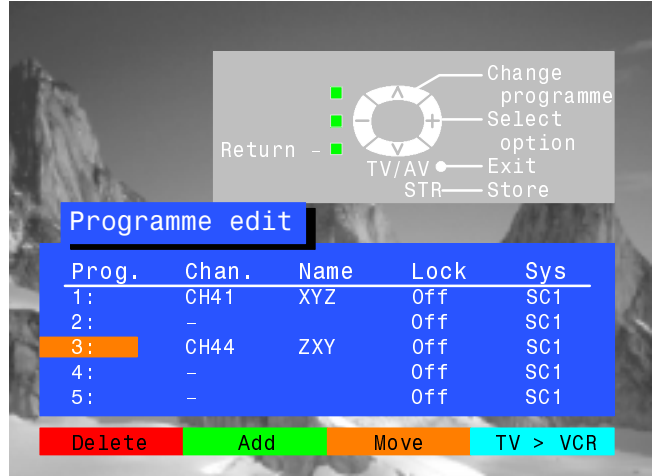 Change
programme
Select
option
Return –
TV/AV Exit
STR Store
Programme edit
Prog. Chan. Name Lock Sys
1: CH41 XYZ Off SC1
2: – Off SC1
3: CH44 ZXY Off SC1
4: – Off SC1
5: – Off SC1
Delete Add Move TV > VCR